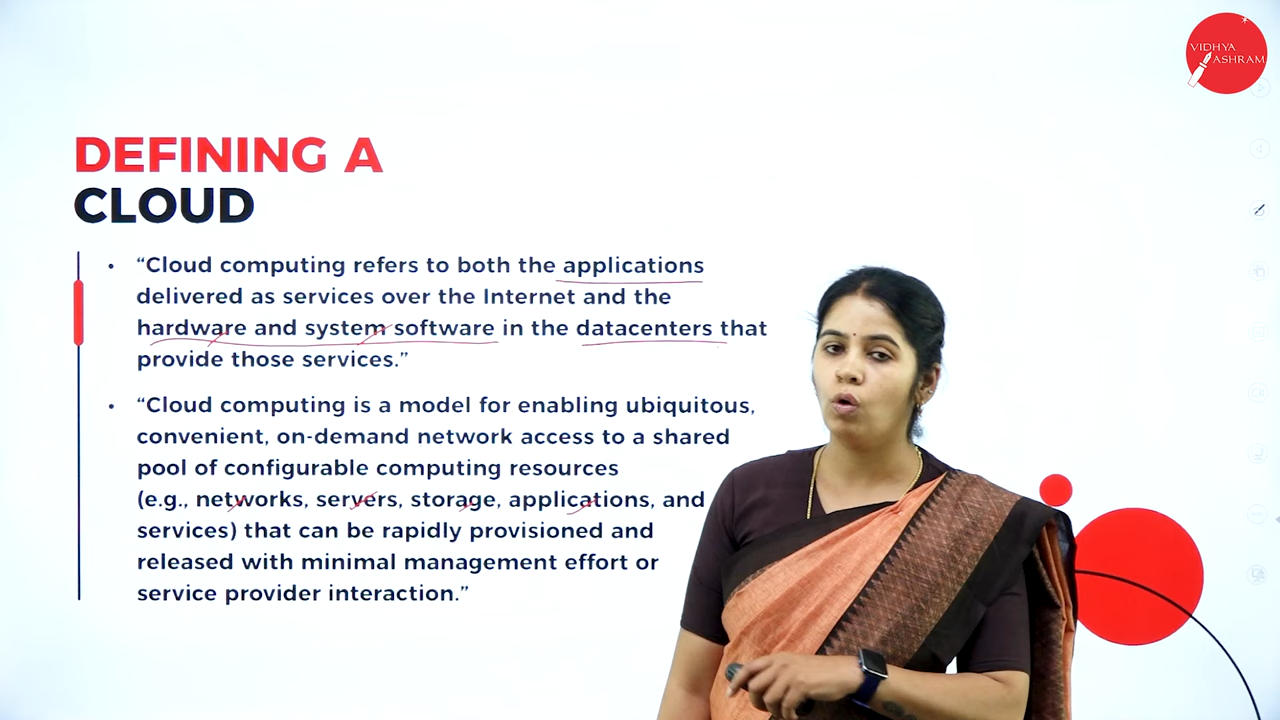 VIDHYA
ASHRAM
DEFINING A
CLOUD
• “Cloud computing refers to both the applications
delivered as services over the Internet and the
hardware and system software in the datacenters that
provide those services.”
• “Cloud computing is a model for enabling ubiquitous,
convenient, on-demand network access to a shared
pool of configurable computing resources
(e.g., networks, servers, storage, applications, and
services) that can be rapidly provisioned and
released with minimal management effort or
service provider interaction.”